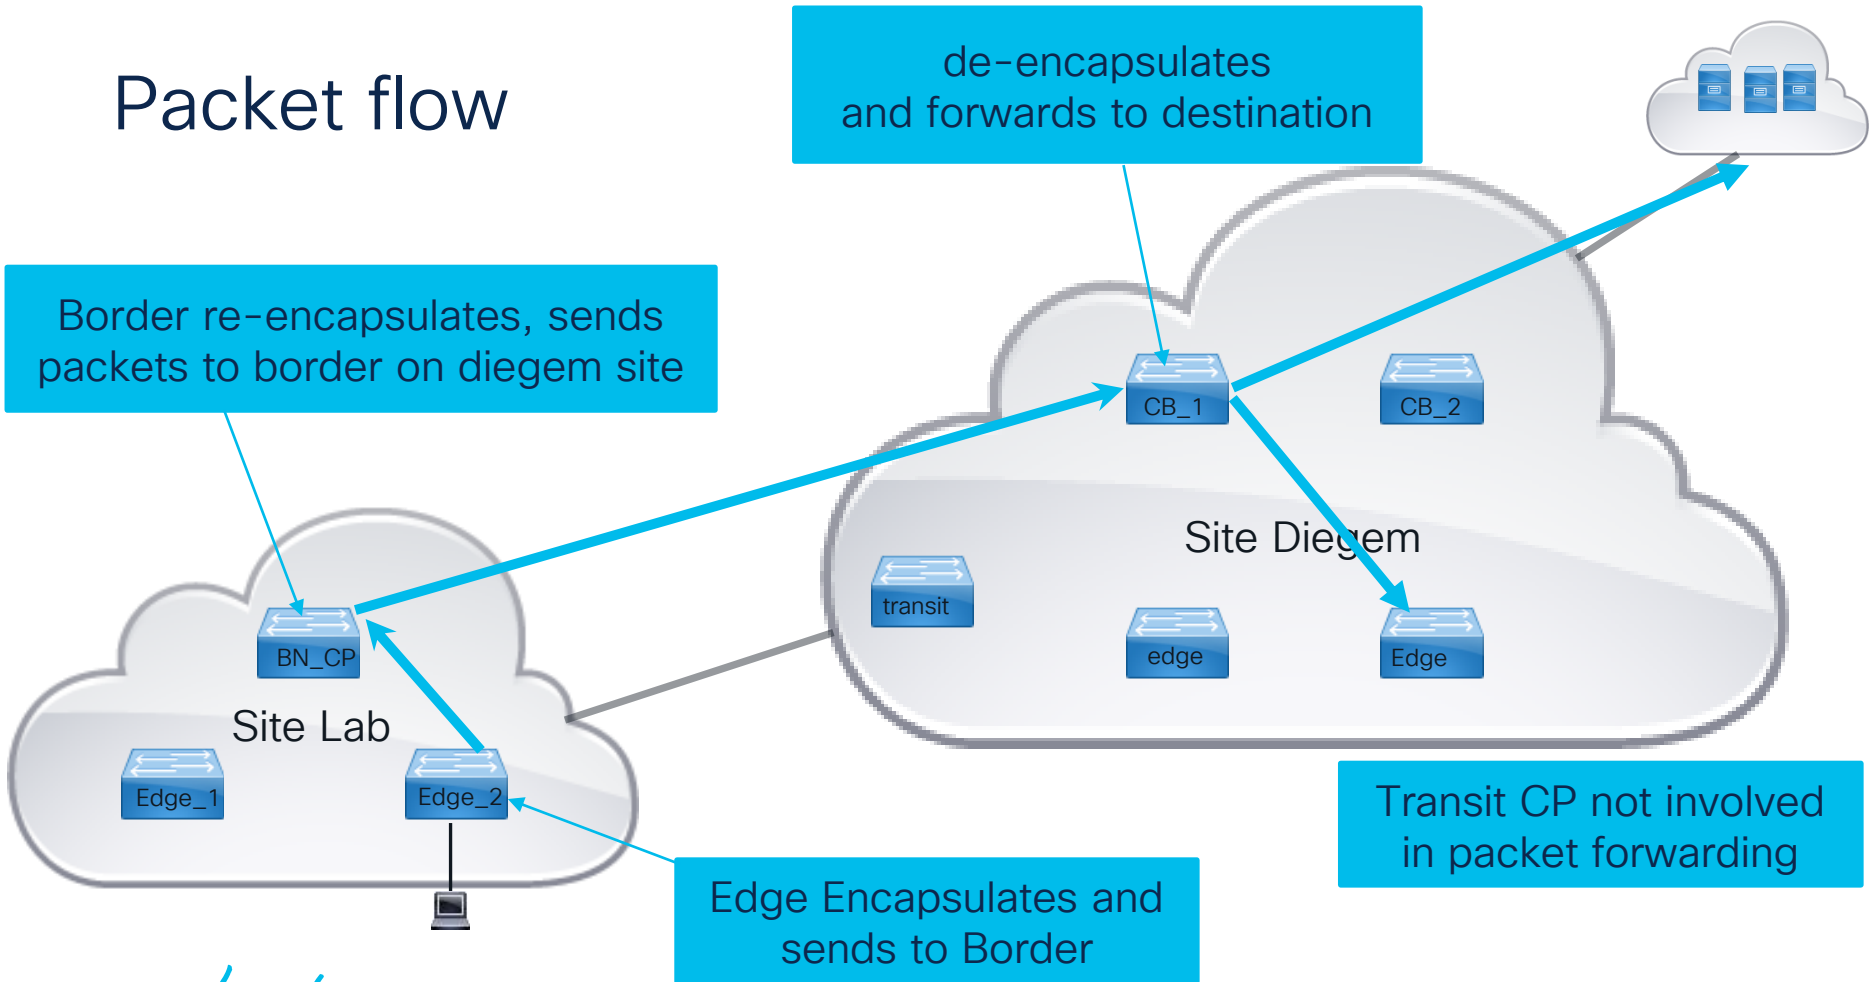 Packet flow
de-encapsulates
and forwards to destination
Border re-encapsulates, sends
packets to border on diegem site
CB_1
CB_2
Site Diegem
transit
edge
Edge
BN_CP
Site Lab
Edge_1
Edge_2
Transit CP not involved
in packet forwarding
Edge Encapsulates and
sends to Border